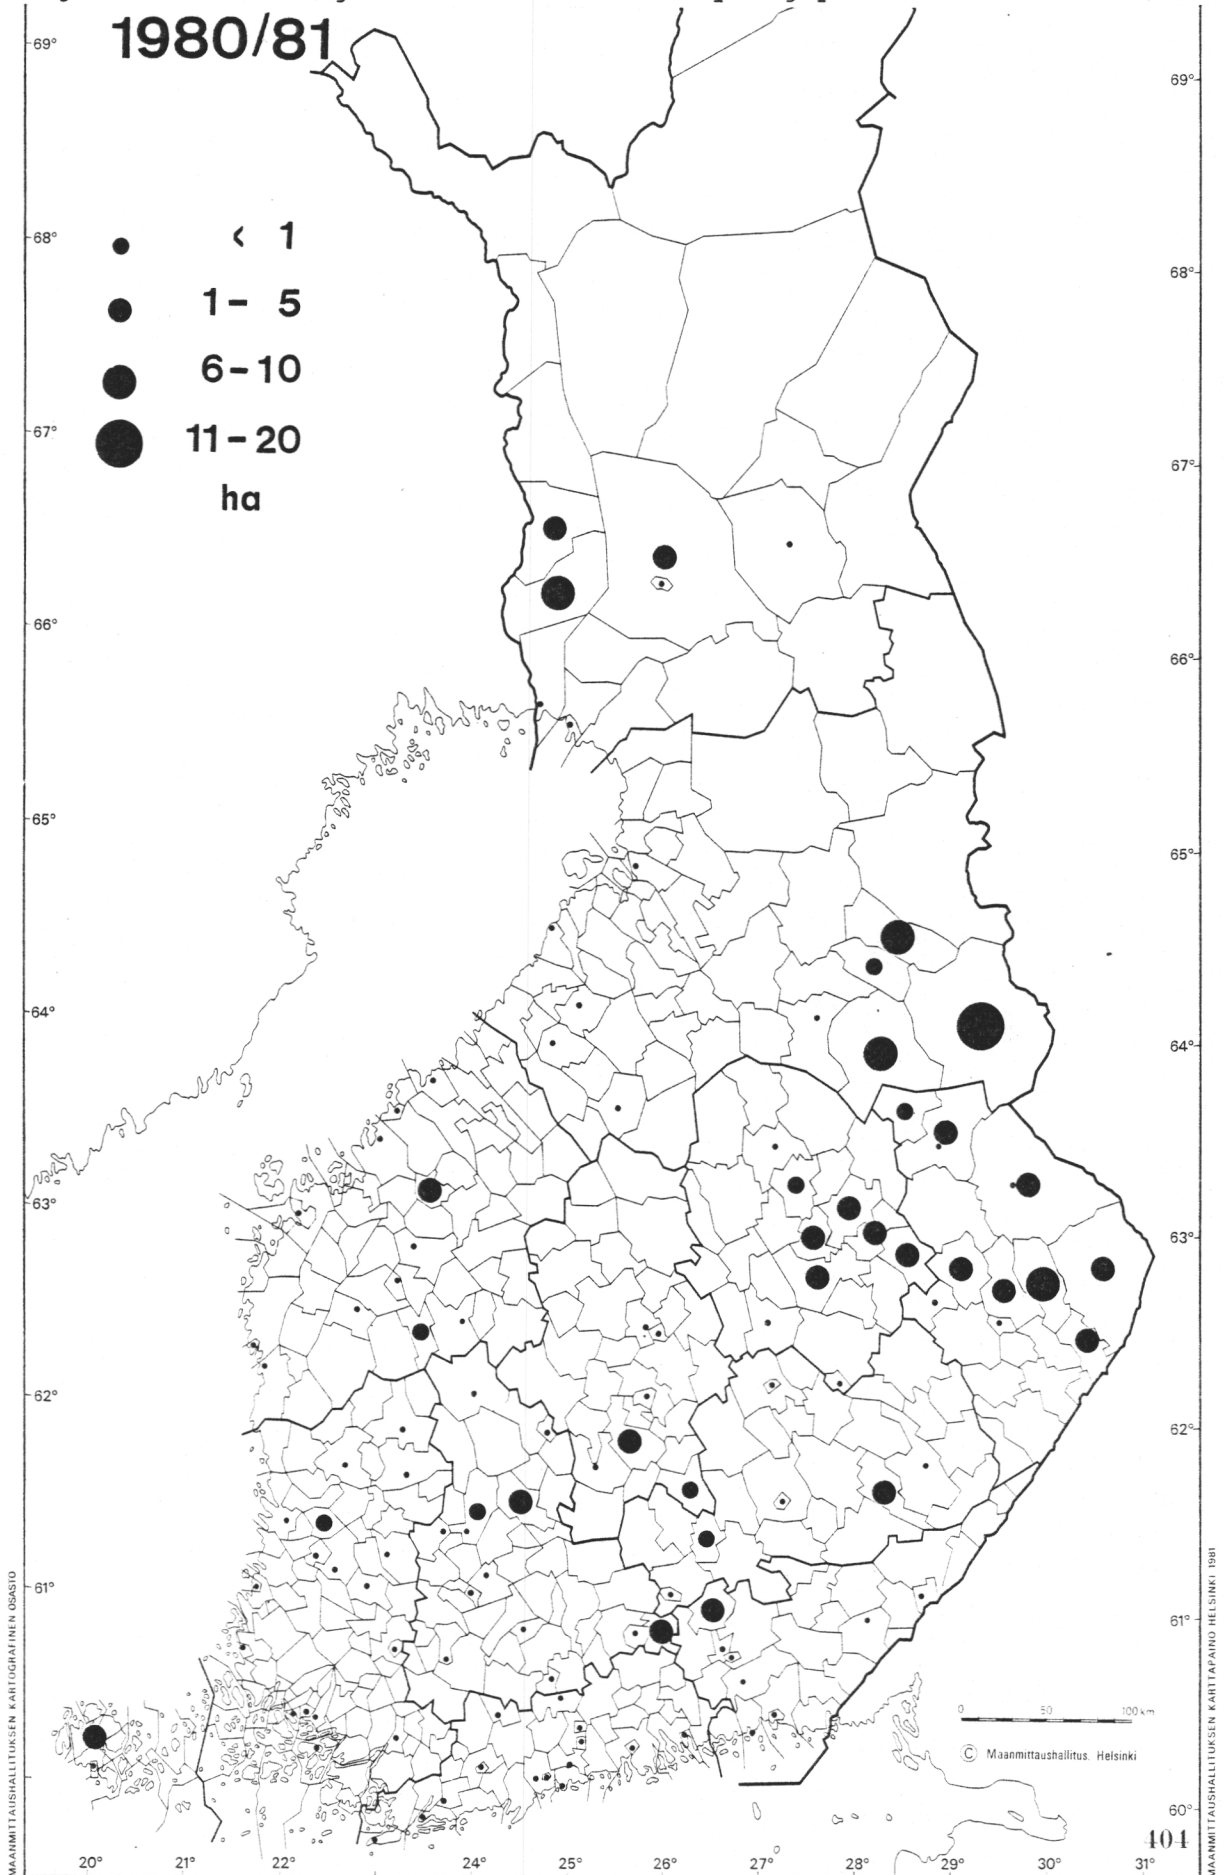 1980/81
< 1
1 - 5
6 - 10
11 - 20
ha
69°
68°
67°
66°
65°
64°
63°
62°
61°
69°
68°
67°
66°
65°
64°
63°
62°
61°
60°
0 50 100 km
© Maanmittaushallitus. Helsinki
404
20° 21° 22° 23° 24° 25° 26° 27° 28° 29° 30° 31°
MAANMITTAUSHALLITUKSEN KARTOGRAFINEN OSASTO
MAANMITTAUSHALLITUKSEN KARTTAPAINO HELSINKI 1981